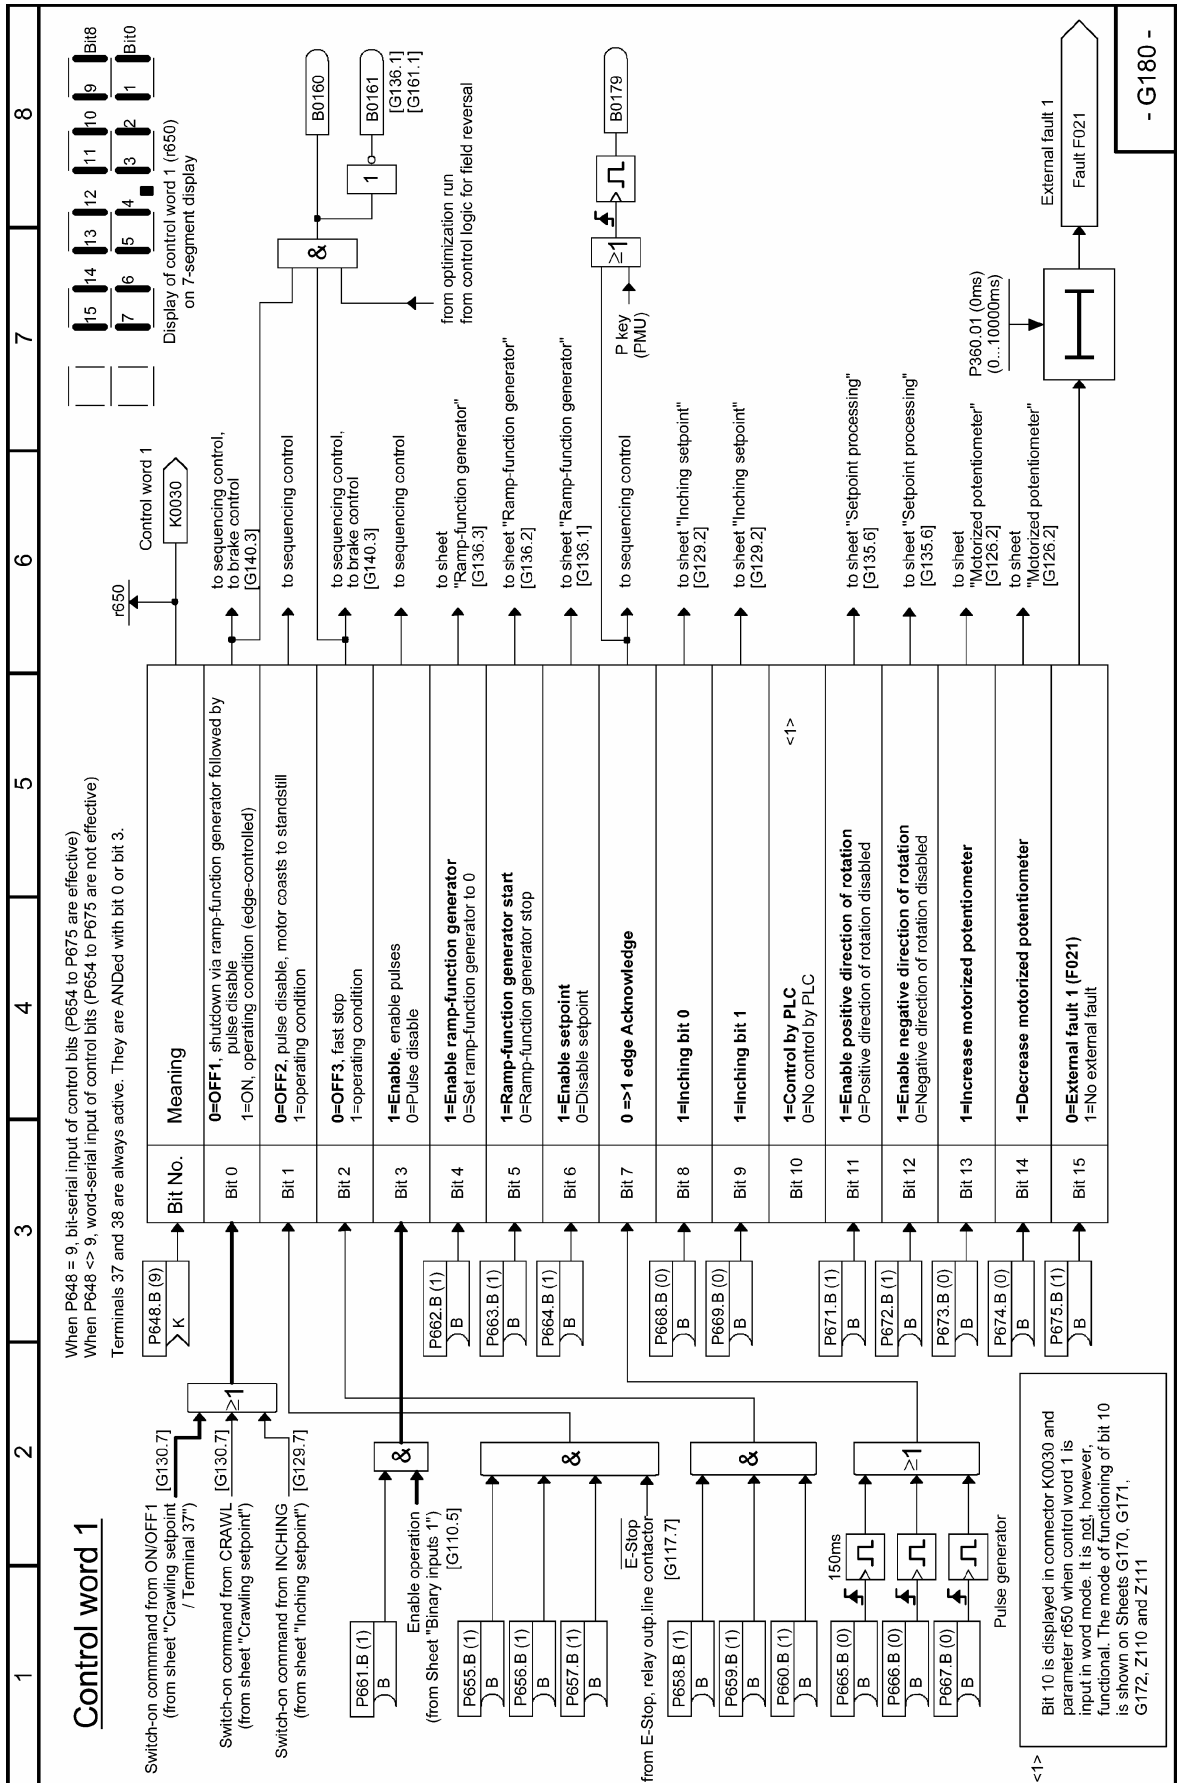 1 2 3 4 5 6 7 8
Control word 1
When P648 = 9, bit-serial input of control bits (P654 to P675 are effective)
When P648 <> 9, word-serial input of control bits (P654 to P675 are not effective)
Terminals 37 and 38 are always active. They are ANDed with bit 0 or bit 3.
15 14 13 12 11 10 9 Bit8
7 6 5 4 3 2 1 Bit0
Display of control word 1 (r650)
on 7-segment display
Switch-on command from ON/OFF1
(from sheet "Crawling setpoint
/ Terminal 37")
[G130.7]
Switch-on command from CRAWL
(from sheet "Crawling setpoint")
[G130.7]
Switch-on command from INCHING
(from sheet "Inching setpoint")
[G129.7]
≥1
P661.B (1)
B
Enable operation
(from Sheet "Binary inputs 1")
[G110.5]
&
P655.B (1)
B
P656.B (1)
B
P657.B (1)
B
&
E-Stop
from E-Stop, relay outp.line contactor
[G117.7]
P658.B (1)
B
P659.B (1)
B
P660.B (1)
B
&
P665.B (0)
B
P666.B (0)
B
P667.B (0)
B
150ms
Pulse generator
≥1
P648.B (9)
K
P662.B (1)
B
P663.B (1)
B
P664.B (1)
B
P668.B (0)
B
P669.B (0)
B
P671.B (1)
B
P672.B (1)
B
P673.B (0)
B
P674.B (0)
B
P675.B (1)
B
Bit No. Meaning
Bit 0 0=OFF1, shutdown via ramp-function generator followed by
pulse disable
1=ON, operating condition (edge-controlled)
Bit 1 0=OFF2, pulse disable, motor coasts to standstill
1=operating condition
Bit 2 0=OFF3, fast stop
1=operating condition
Bit 3 1=Enable, enable pulses
0=Pulse disable
Bit 4 1=Enable ramp-function generator
0=Set ramp-function generator to 0
Bit 5 1=Ramp-function generator start
0=Ramp-function generator stop
Bit 6 1=Enable setpoint
0=Disable setpoint
Bit 7 0 =>1 edge Acknowledge
Bit 8 1=Inching bit 0
Bit 9 1=Inching bit 1
Bit 10 1=Control by PLC
0=No control by PLC
<1>
Bit 11 1=Enable positive direction of rotation
0=Positive direction of rotation disabled
Bit 12 1=Enable negative direction of rotation
0=Negative direction of rotation disabled
Bit 13 1=Increase motorized potentiometer
Bit 14 1=Decrease motorized potentiometer
Bit 15 0=External fault 1 (F021)
1=No external fault
r650
Control word 1
K0030
to sequencing control,
to brake control
[G140.3]
to sequencing control
to sequencing control,
to brake control
[G140.3]
to sequencing control
to sheet
"Ramp-function generator"
[G136.3]
to sheet "Ramp-function generator"
[G136.2]
to sheet "Ramp-function generator"
[G136.1]
to sequencing control
to sheet "Inching setpoint"
[G129.2]
to sheet "Inching setpoint"
[G129.2]
to sheet "Setpoint processing"
[G135.6]
to sheet "Setpoint processing"
[G135.6]
to sheet
"Motorized potentiometer"
[G126.2]
to sheet
"Motorized potentiometer"
[G126.2]
&
1
B0160
B0161
[G136.1]
[G161.1]
from optimization run
from control logic for field reversal
P key
(PMU)
≥1
B0179
P360.01 (0ms)
(0...10000ms)
External fault 1
Fault F021
<1>
Bit 10 is displayed in connector K0030 and
parameter r650 when control word 1 is
input in word mode. It is not, however,
functional. The mode of functioning of bit 10
is shown on Sheets G170, G171,
G172, Z110 and Z111
- G180 -